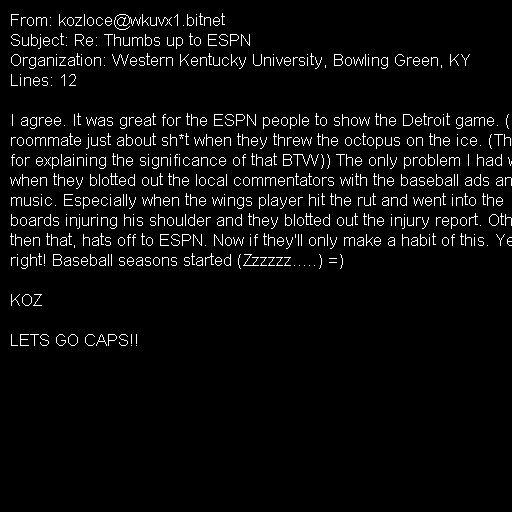 From: kozloce@wkuvx1.bitnet
Subject: Re: Thumbs up to ESPN
Organization: Western Kentucky University, Bowling Green, KY
Lines: 12

I agree. It was great for the ESPN people to show the Detroit game. (
roommate just about sh*t when they threw the octopus on the ice. (Th
for explaining the significance of that BTW)) The only problem I had w
when they blotted out the local commentators with the baseball ads an
music. Especially when the wings player hit the rut and went into the
boards injuring his shoulder and they blotted out the injury report. Oth
then that, hats off to ESPN. Now if they'll only make a habit of this. Ye
right! Baseball seasons started (Zzzzzz.....) =)

KOZ

LETS GO CAPS!!